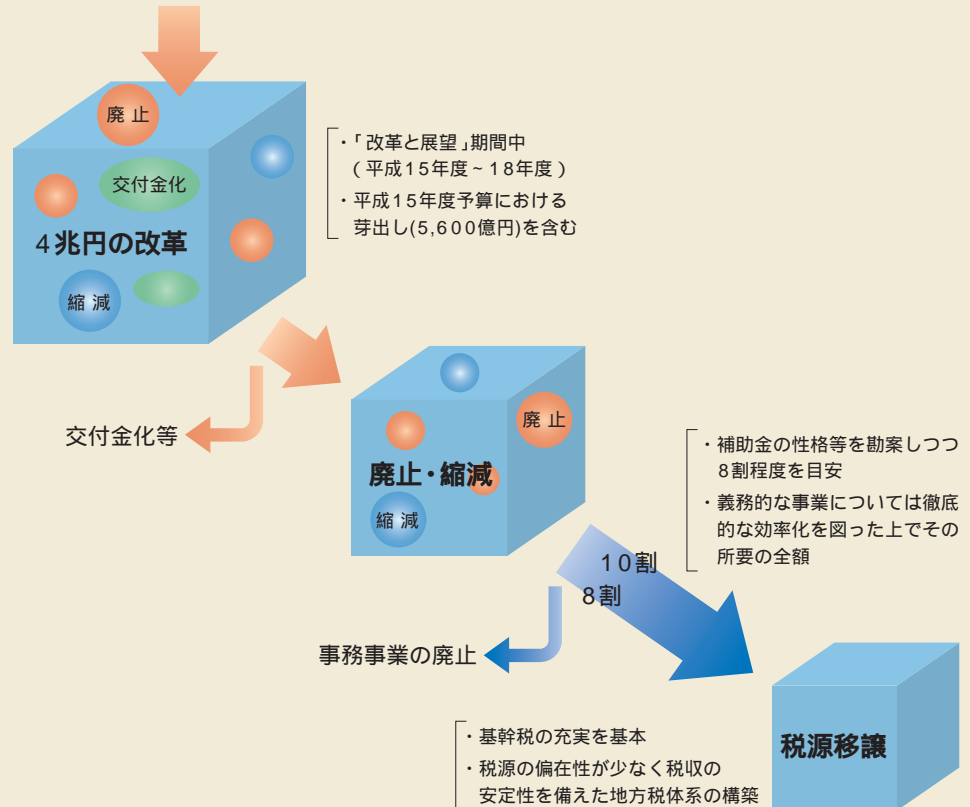 廃止
交付金化
4兆円の改革
縮減
・「改革と展望」期間中
(平成15年度~18年度)
・平成15年度予算における
芽出し(5,600億円)を含む
交付金化等
廃止
廃止・縮減
縮減
・補助金の性格等を勘案しつつ
8割程度を目安
・義務的な事業については徹底
的な効率化を図った上でその
所要の全額
10割
8割
事務事業の廃止
税源移譲
・基幹税の充実を基本
・税源の偏在性が少なく税収の
安定性を備えた地方税体系の構築